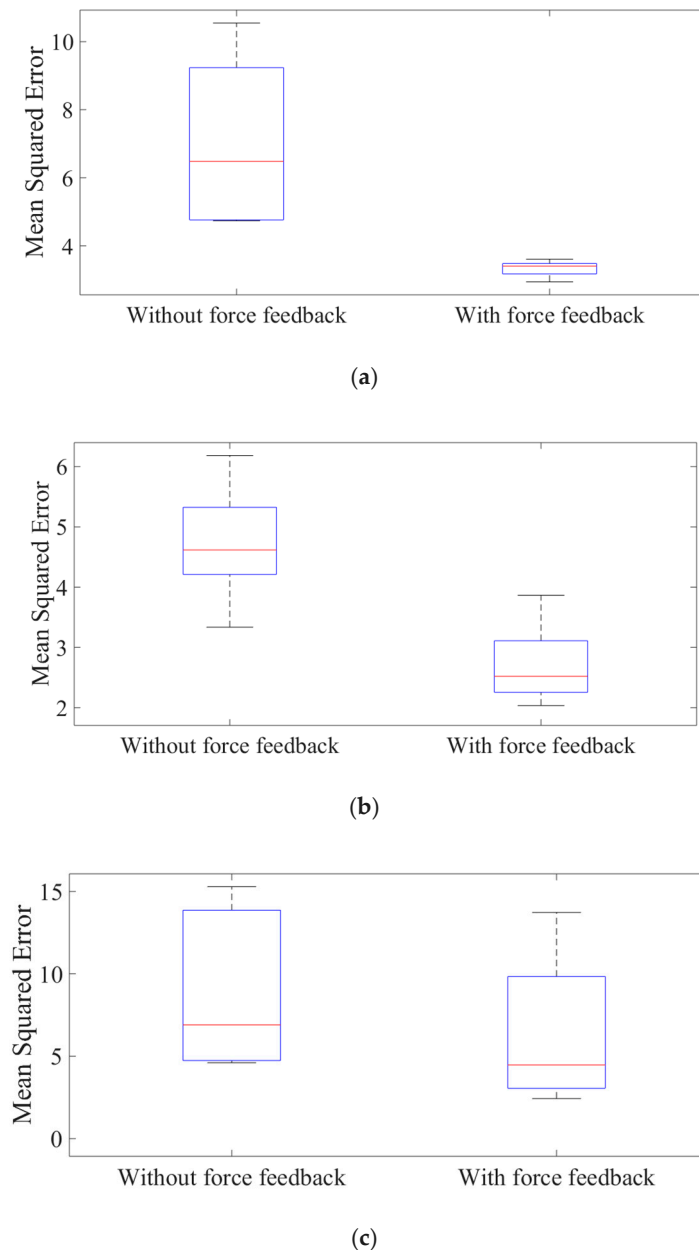 Mean Squared Error
10
8
6
4
Without force feedback
With force feedback
(a)
Mean Squared Error
6
5
4
3
2
Without force feedback
With force feedback
(b)
Mean Squared Error
15
10
5
0
Without force feedback
With force feedback
(c)